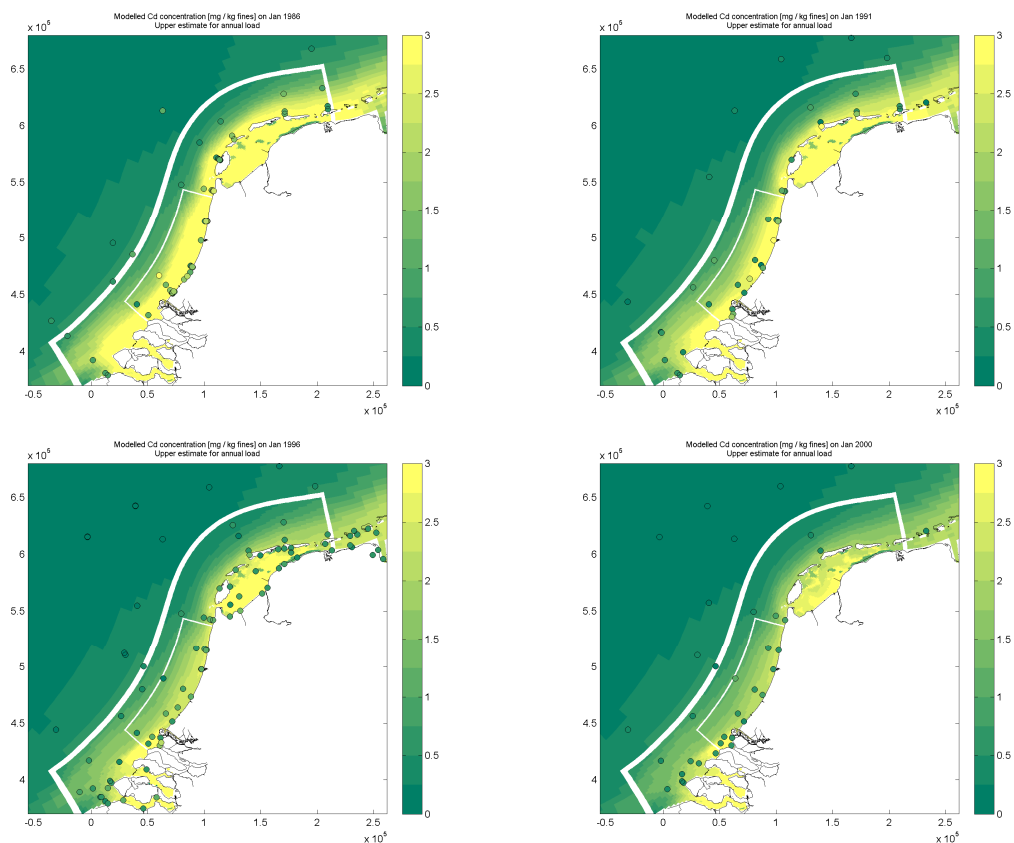 Modelled Cd concentration [mg / kg fines] on Jan 1986
Upper estimate for annual load
x 10^6
6.5
6
5.5
5
4.5
4
-0.5 0 0.5 1 1.5 2 2.5
x 10^5
3
2.5
2
1.5
1
0.5
0
Modelled Cd concentration [mg / kg fines] on Jan 1991
Upper estimate for annual load
x 10^6
6.5
6
5.5
5
4.5
4
-0.5 0 0.5 1 1.5 2 2.5
x 10^5
3
2.5
2
1.5
1
0.5
0
Modelled Cd concentration [mg / kg fines] on Jan 1996
Upper estimate for annual load
x 10^6
6.5
6
5.5
5
4.5
4
-0.5 0 0.5 1 1.5 2 2.5
x 10^5
3
2.5
2
1.5
1
0.5
0
Modelled Cd concentration [mg / kg fines] on Jan 2000
Upper estimate for annual load
x 10^6
6.5
6
5.5
5
4.5
4
-0.5 0 0.5 1 1.5 2 2.5
x 10^5
3
2.5
2
1.5
1
0.5
0